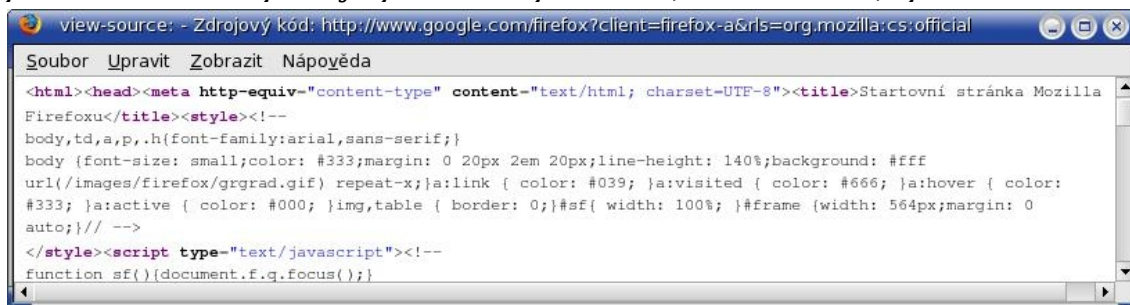 view-source: - Zdrojový kód: http://www.google.com/firefox?client=firefox-a&rls=org.mozilla:cs:official
Soubor Upravit Zobrazit Nápověda
<html><head><meta http-equiv="content-type" content="text/html; charset=UTF-8"><title>Startovní stránka Mozilla
Firefoxu</title><style><!--
body,td,a,p,.h{font-family:arial,sans-serif;}
body {font-size: small;color: #333;margin: 0 20px 2em 20px;line-height: 140%;background: #fff
url(/images/firefox/grgrad.gif) repeat-x;}a:link { color: #039; }a:visited { color: #666; }a:hover { color:
#333; }a:active { color: #000; }img,table { border: 0;}#sf{ width: 100%; }#frame {width: 564px;margin: 0
auto;}// -->
</style><script type="text/javascript"><!--
function sf(){document.f.q.focus();}